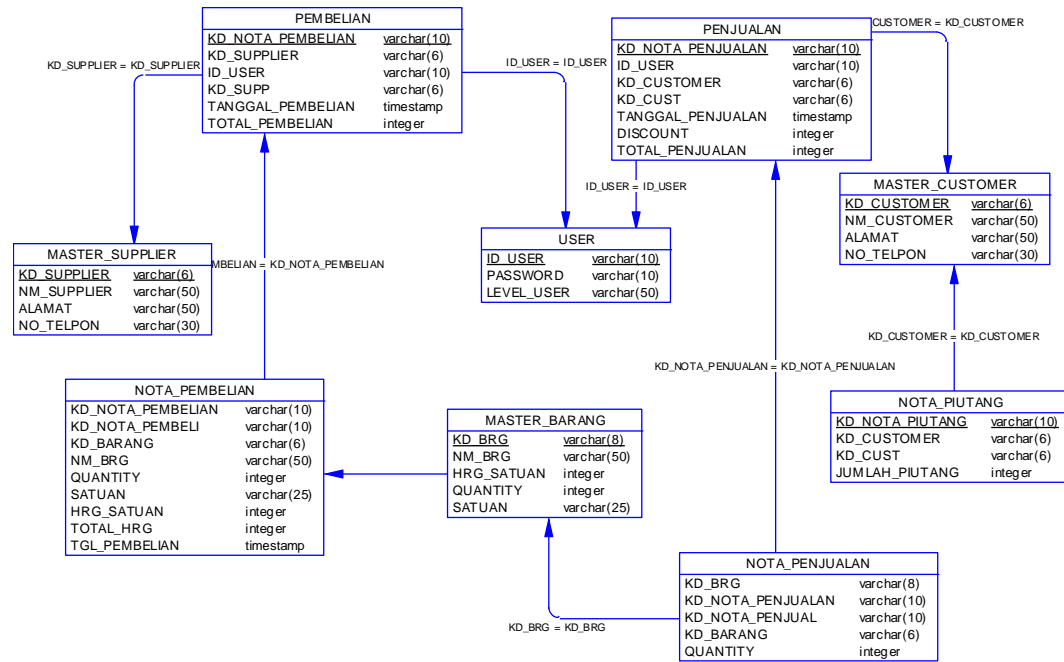 PEMBELIAN
KD_NOTA_PEMBELIAN varchar(10)
KD_SUPPLIER varchar(6)
ID_USER varchar(10)
KD_SUPP varchar(6)
TANGGAL_PEMBELIAN timestamp
TOTAL_PEMBELIAN integer
PENJUALAN
KD_NOTA_PENJUALAN varchar(10)
ID_USER varchar(10)
KD_CUSTOMER varchar(6)
KD_CUST varchar(6)
TANGGAL_PENJUALAN timestamp
DISCOUNT integer
TOTAL_PENJUALAN integer
CUSTOMER = KD_CUSTOMER
KD_SUPPLIER = KD_SUPPLIER
ID_USER = ID_USER
ID_USER = ID_USER
MASTER_CUSTOMER
KD_CUSTOMER varchar(6)
NM_CUSTOMER varchar(50)
ALAMAT varchar(50)
NO_TELPON varchar(30)
MASTER_SUPPLIER
KD_SUPPLIER varchar(6)
NM_SUPPLIER varchar(50)
ALAMAT varchar(50)
NO_TELPON varchar(30)
MBELIAN = KD_NOTA_PEMBELIAN
USER
ID_USER varchar(10)
PASSWORD varchar(10)
LEVEL_USER varchar(50)
KD_CUSTOMER = KD_CUSTOMER
KD_NOTA_PENJUALAN = KD_NOTA_PENJUALAN
NOTA_PEMBELIAN
KD_NOTA_PEMBELIAN varchar(10)
KD_NOTA_PEMBELI varchar(10)
KD_BARANG varchar(6)
NM_BRG varchar(50)
QUANTITY integer
SATUAN varchar(25)
HRG_SATUAN integer
TOTAL_HRG integer
TGL_PEMBELIAN timestamp
MASTER_BARANG
KD_BRG varchar(8)
NM_BRG varchar(50)
HRG_SATUAN integer
QUANTITY integer
SATUAN varchar(25)
NOTA_PIUTANG
KD_NOTA_PIUTANG varchar(10)
KD_CUSTOMER varchar(6)
KD_CUST varchar(6)
JUMLAH_PIUTANG integer
KD_BRG = KD_BRG
NOTA_PENJUALAN
KD_BRG varchar(8)
KD_NOTA_PENJUALAN varchar(10)
KD_NOTA_PENJUAL varchar(10)
KD_BARANG varchar(6)
QUANTITY integer